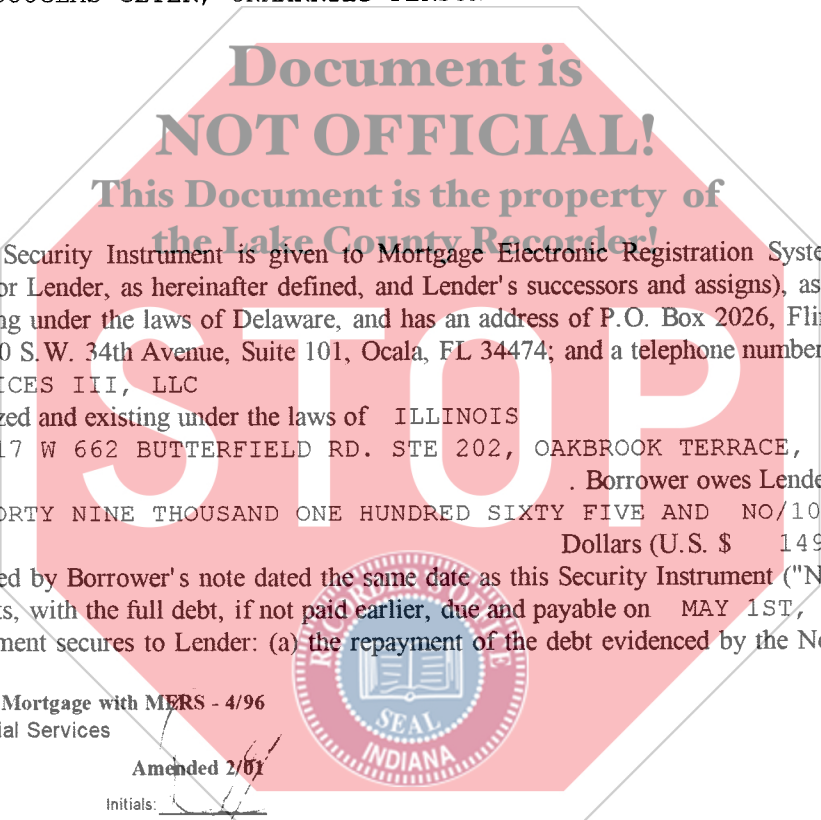 Document is
NOT OFFICIAL!
This Document is the property of
the Lake County Recorder!
STOP
Security Instrument is given to Mortgage Electronic Registration Syste
or Lender, as hereinafter defined, and Lender's successors and assigns), as
ng under the laws of Delaware, and has an address of P.O. Box 2026, Fli
0 S.W. 34th Avenue, Suite 101, Ocala, FL 34474; and a telephone number
ICES III, LLC
zed and existing under the laws of ILLINOIS
17 W 662 BUTTERFIELD RD. STE 202, OAKBROOK TERRACE,
. Borrower owes Lende
ORTY NINE THOUSAND ONE HUNDRED SIXTY FIVE AND NO/10
Dollars (U.S. $ 149
ed by Borrower's note dated the same date as this Security Instrument ("N
ts, with the full debt, if not paid earlier, due and payable on MAY 1ST,
ment secures to Lender: (a) the repayment of the debt evidenced by the No
Mortgage with MERS - 4/96
ial Services
Amended 2/01
Initials:
SEAL
INDIANA